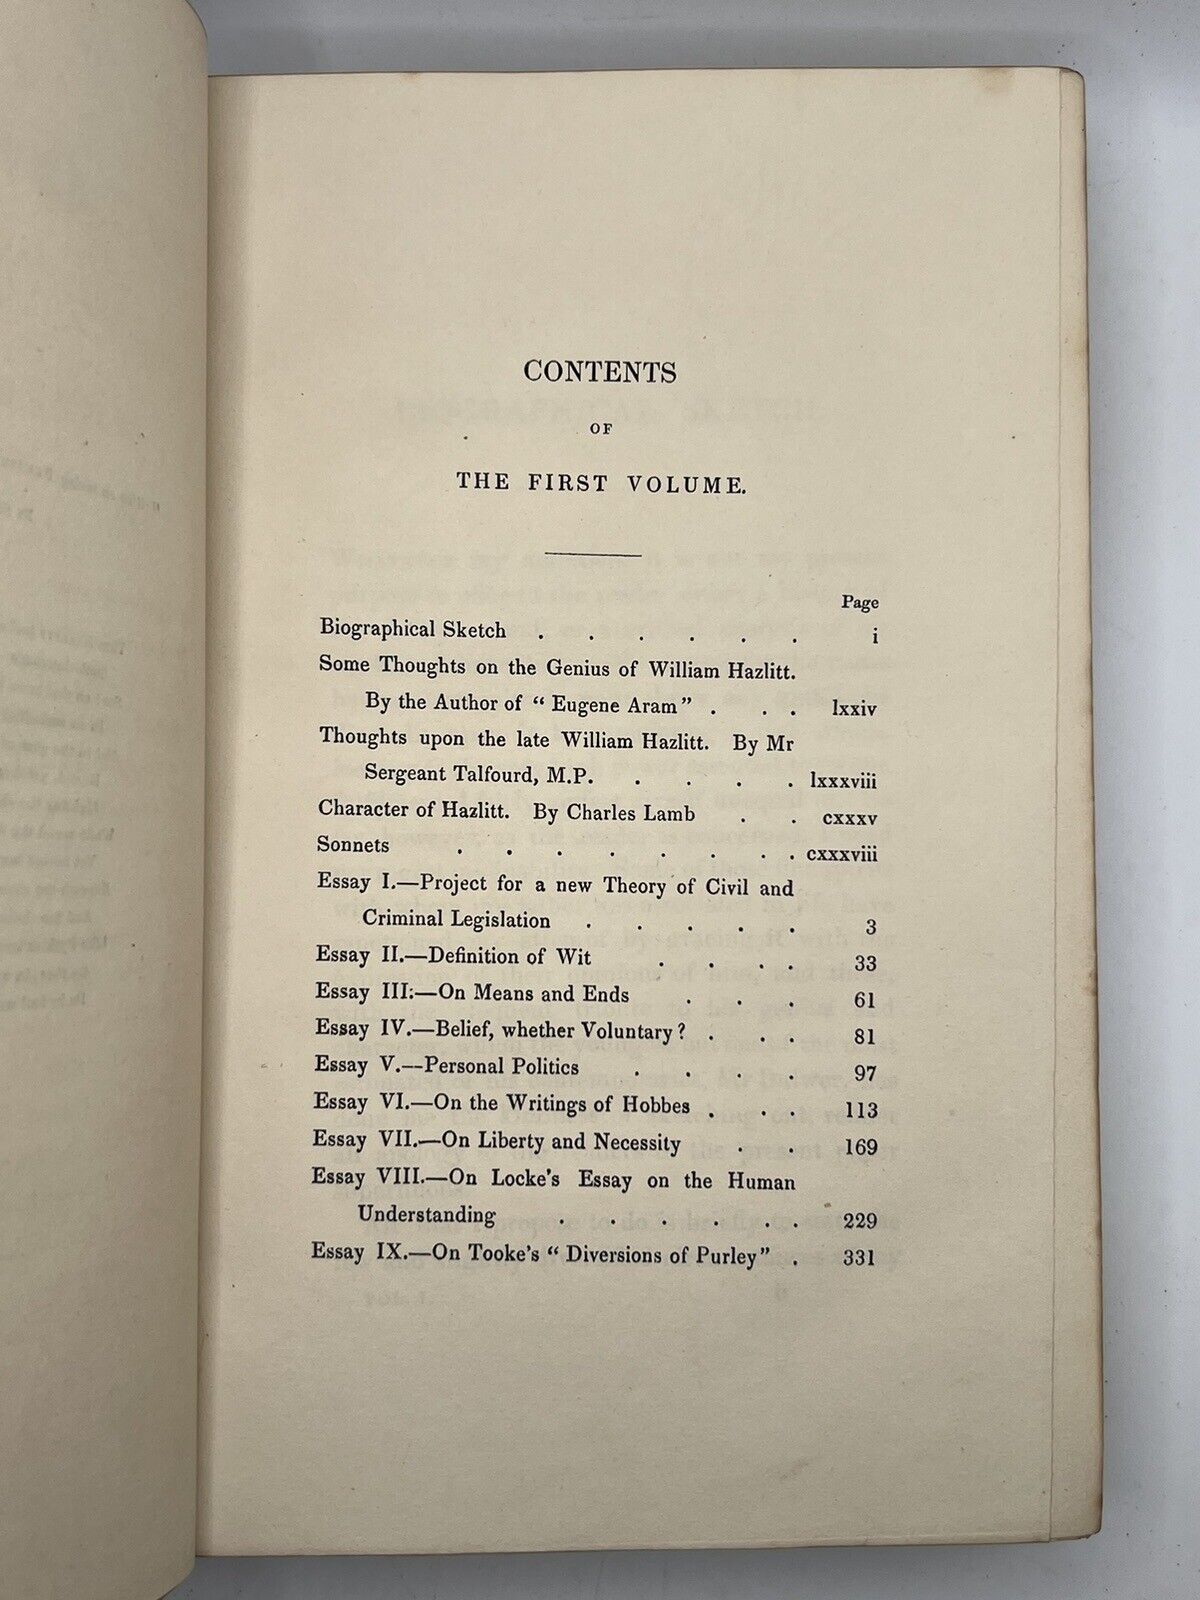 CONTENTS
OF
THE FIRST VOLUME.
Page
Biographical Sketch . . . . . . i
Some Thoughts on the Genius of William Hazlitt.
By the Author of “ Eugene Aram ” . . . lxxiv
Thoughts upon the late William Hazlitt. By Mr
Sergeant Talfourd, M.P. . . . . . lxxxviii
Character of Hazlitt. By Charles Lamb . . cxxxv
Sonnets . . . . . . . . cxxxviii
Essay I.—Project for a new Theory of Civil and
Criminal Legislation . . . . . 3
Essay II.—Definition of Wit . . . . 33
Essay III.—On Means and Ends . . . 61
Essay IV.—Belief, whether Voluntary? . . . 81
Essay V.—Personal Politics . . . . 97
Essay VI.—On the Writings of Hobbes . . . 113
Essay VII.—On Liberty and Necessity . . 169
Essay VIII.—On Locke's Essay on the Human
Understanding . . . . . . 229
Essay IX.—On Tooke's “ Diversions of Purley ” . 331